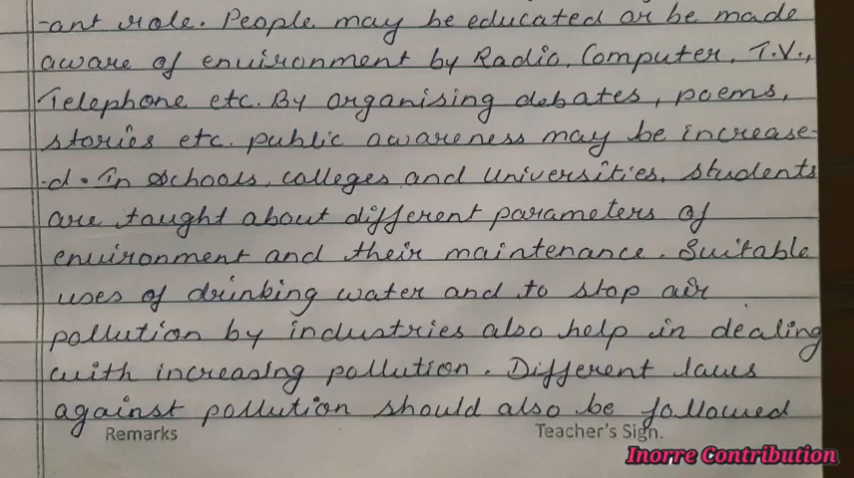 -ant role. People may be educated or be made
aware of environment by Radio, Computer, T.V.,
Telephone etc. By organising debates, poems,
stories etc. public awareness may be increase-
-d. In schools, colleges and universities, students
are taught about different parameters of
environment and their maintenance. Suitable
uses of drinking water and to stop air
pollution by industries also help in dealing
with increasing pollution. Different laws
against pollution should also be followed
Remarks Teacher's Sign.
Inorre Contribution